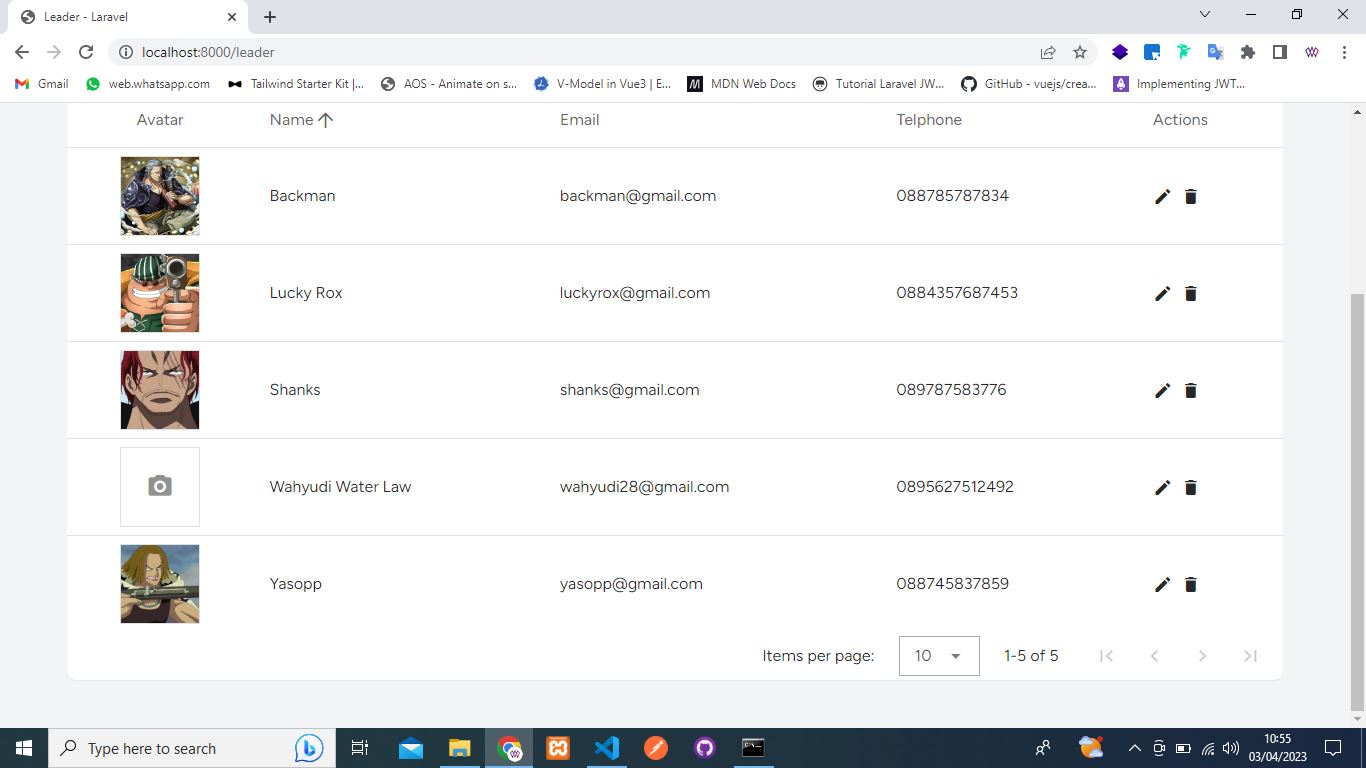 Leader - Laravel
localhost:8000/leader
Gmail web.whatsapp.com Tailwind Starter Kit |... AOS - Animate on s... V-Model in Vue3 | E... MDN Web Docs Tutorial Laravel JW... GitHub - vuejs/crea... Implementing JWT...
Avatar Name Email Telphone Actions
Backman backman@gmail.com 088785787834
Lucky Rox luckyrox@gmail.com 0884357687453
Shanks shanks@gmail.com 089787583776
Wahyudi Water Law wahyudi28@gmail.com 0895627512492
Yasopp yasopp@gmail.com 088745837859
Items per page: 10 1-5 of 5
Type here to search
10:55
03/04/2023